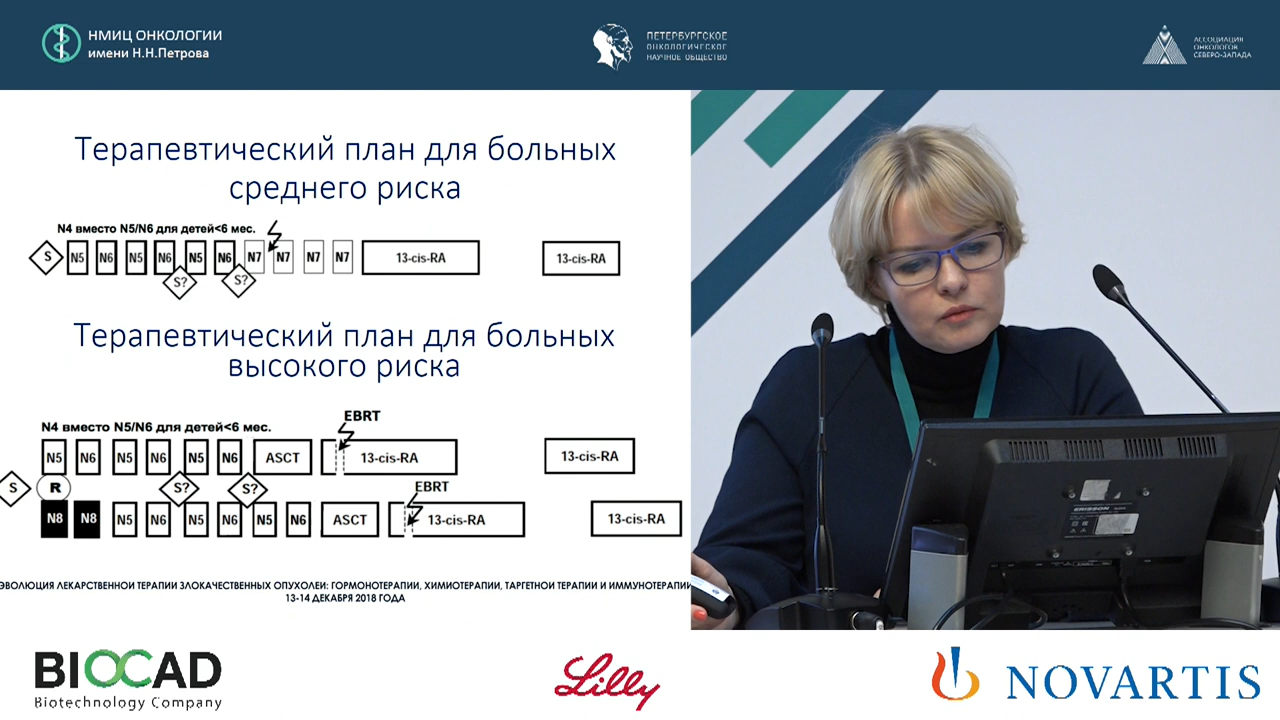 НМИЦ ОНКОЛОГИИ
имени Н.Н.Петрова
ПЕТЕРБУРГСКОЕ
ОНКОЛОГИЧЕСКОЕ
НАУЧНОЕ ОБЩЕСТВО
АССОЦИАЦИЯ
ОНКОЛОГОВ
СЕВЕРО-ЗАПАДА
Терапевтический план для больных
среднего риска
N4 вместо N5/N6 для детей<6 мес.
S N5 N6 N5 N6 N5 N6 N7 N7 N7 N7 13-cis-RA 13-cis-RA
S? S?
Терапевтический план для больных
высокого риска
EBRT
N4 вместо N5/N6 для детей<6 мес.
N5 N6 N5 N6 N5 N6 ASCT 13-cis-RA 13-cis-RA
S R S? S? EBRT
N8 N8 N5 N6 N5 N6 N5 N6 ASCT 13-cis-RA 13-cis-RA
ЭВОЛЮЦИЯ ЛЕКАРСТВЕННОЙ ТЕРАПИИ ЗЛОКАЧЕСТВЕННЫХ ОПУХОЛЕЙ: ГОРМОНОТЕРАПИИ, ХИМИОТЕРАПИИ, ТАРГЕТНОЙ ТЕРАПИИ И ИММУНОТЕРАПИИ
13-14 ДЕКАБРЯ 2018 ГОДА
ERISSON
BIOCAD
Biotechnology Company
Lilly
NOVARTIS